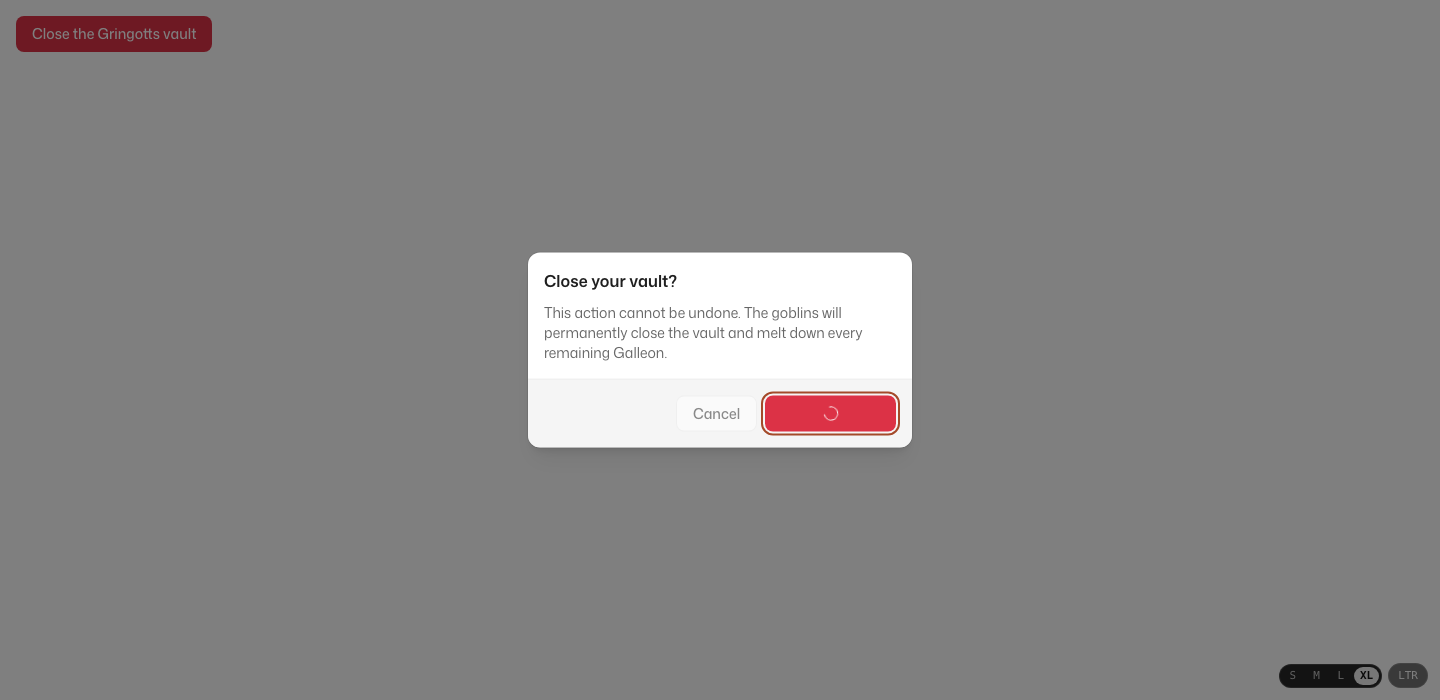 Close the Gringotts vault
Close your vault?
This action cannot be undone. The goblins will
permanently close the vault and melt down every
remaining Galleon.
Cancel
S M L XL
LTR